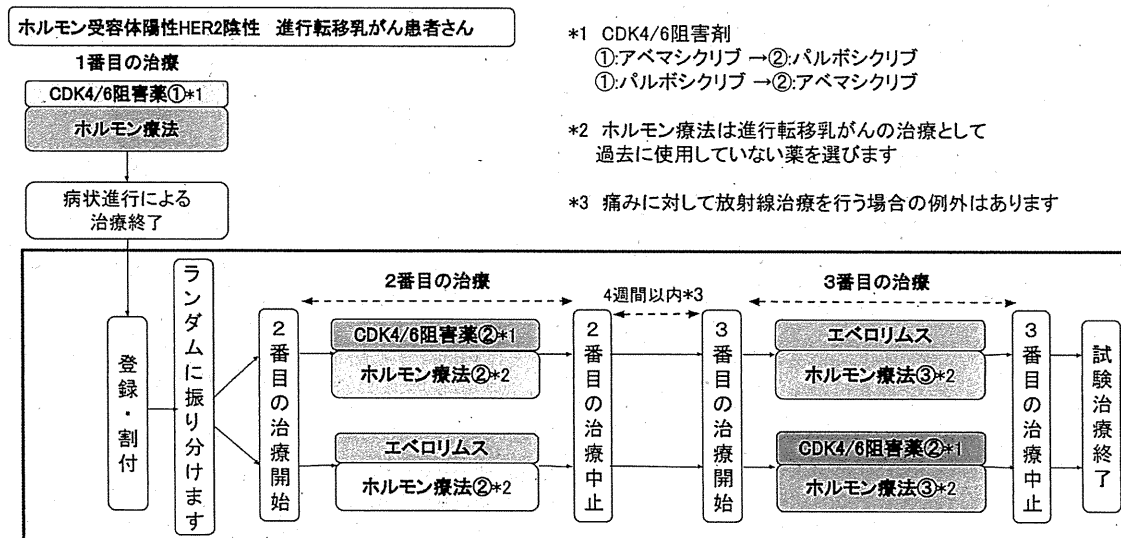 ホルモン受容体陽性HER2陰性 進行転移乳がん患者さん
1番目の治療
CDK4/6阻害薬①*1
ホルモン療法
病状進行による
治療終了
*1 CDK4/6阻害剤
①:アベマシクリブ →②:パルボシクリブ
①:パルボシクリブ →②:アベマシクリブ
*2 ホルモン療法は進行転移乳がんの治療として
過去に使用していない薬を選びます
*3 痛みに対して放射線治療を行う場合の例外はあります
登録・割付
ランダムに振り分けます
2番目の治療開始
2番目の治療
CDK4/6阻害薬②*1
ホルモン療法②*2
エベロリムス
ホルモン療法②*2
2番目の治療中止
4週間以内*3
3番目の治療開始
3番目の治療
エベロリムス
ホルモン療法③*2
CDK4/6阻害薬②*1
ホルモン療法③*2
3番目の治療中止
試験治療終了